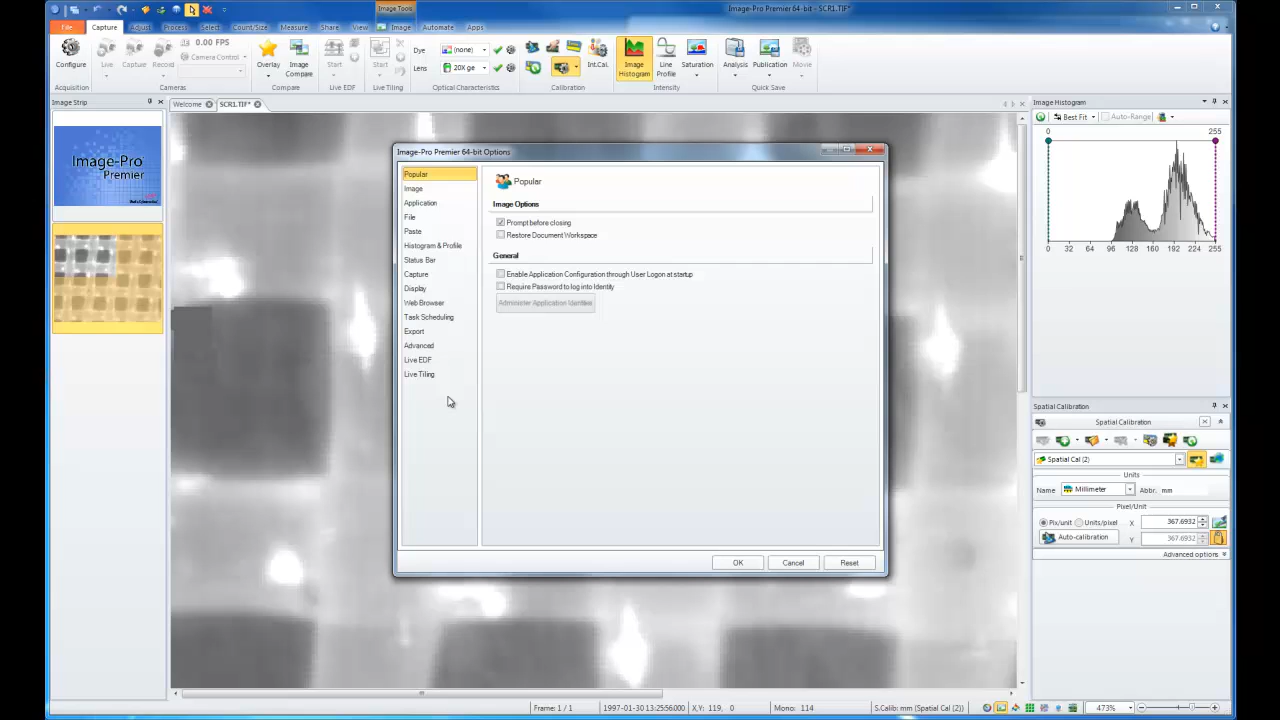 Image Tools
Image-Pro Premier 64-bit - SCR1.TIF*
File Capture Adjust Process Select Count/Size Measure Share View Image Automate Apps
Configure
Live
Capture
Record
0.00 FPS
Camera Control
Overlay
Image
Compare
Start
Start
Dye (none)
Lens 20X ge
Int.Cal.
Image
Histogram
Line
Profile
Saturation
Analysis
Publication
Movie
Acquisition
Cameras
Compare
Live EDF
Live Tiling
Optical Characteristics
Calibration
Intensity
Quick Save
Image Strip
Welcome
SCR1.TIF*
Image-Pro
Premier
Image-Pro Premier 64-bit Options
Popular
Image
Application
File
Paste
Histogram & Profile
Status Bar
Capture
Display
Web Browser
Task Scheduling
Export
Advanced
Live EDF
Live Tiling
Popular
Image Options
Prompt before closing
Restore Document Workspace
General
Enable Application Configuration through User Logon at startup
Require Password to log into Identity
Administer Application Identities
OK Cancel Reset
Image Histogram
Best Fit Auto-Range
0 255
0 32 64 96 128 160 192 224 255
Spatial Calibration
Spatial Calibration
Spatial Cal (2)
Units
Name Millimeter Abbr. mm
Pixel/Unit
Pix/unit Units/pixel X 367.6932
Auto-calibration Y 367.6932
Advanced options
Frame: 1 / 1 1997-01-30 13:25:56.000 X,Y: 119, 0 Mono: 114 S.Calib: mm (Spatial Cal (2)) 473%